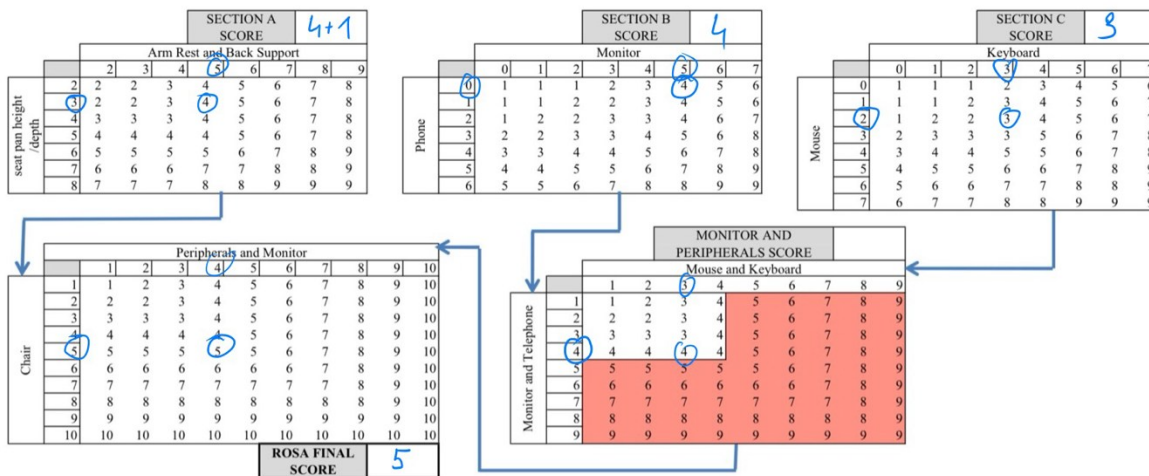 SECTION A SCORE 4+1
Arm Rest and Back Support
2 3 4 5 6 7 8 9
seat pan height /depth
2 2 2 3 4 5 6 7 8
3 2 2 3 4 5 6 7 8
4 3 3 3 4 5 6 7 8
5 4 4 4 4 5 6 7 8
6 5 5 5 5 6 7 8 9
7 6 6 6 7 7 8 8 9
8 7 7 7 8 8 9 9 9
SECTION B SCORE 4
Monitor
0 1 2 3 4 5 6 7
Phone
0 1 1 1 2 3 4 5 6
1 1 1 2 2 3 4 5 6
2 1 2 2 3 3 4 6 7
3 2 2 3 3 4 5 6 8
4 3 3 4 4 5 6 7 8
5 4 4 5 5 6 7 8 9
6 5 5 6 7 8 8 9 9
SECTION C SCORE 3
Keyboard
0 1 2 3 4 5 6
Mouse
0 1 1 1 2 3 4 5 6
1 1 1 2 3 4 5 6 7
2 1 2 2 3 4 5 6 7
3 2 3 3 3 5 6 7 8
4 3 4 4 5 5 6 7 8
5 4 5 5 6 6 7 8 9
6 5 6 6 7 7 8 8 9
7 6 7 7 8 8 9 9 9
Peripherals and Monitor
1 2 3 4 5 6 7 8 9 10
Chair
1 1 2 3 4 5 6 7 8 9 10
2 2 2 3 4 5 6 7 8 9 10
3 3 3 3 4 5 6 7 8 9 10
4 4 4 4 4 5 6 7 8 9 10
5 5 5 5 5 5 6 7 8 9 10
6 6 6 6 6 6 6 7 8 9 10
7 7 7 7 7 7 7 7 8 9 10
8 8 8 8 8 8 8 8 8 9 10
9 9 9 9 9 9 9 9 9 9 10
10 10 10 10 10 10 10 10 10 10 10
ROSA FINAL SCORE 5
MONITOR AND PERIPHERALS SCORE
Mouse and Keyboard
1 2 3 4 5 6 7 8 9
Monitor and Telephone
1 1 2 3 4 5 6 7 8 9
2 2 2 3 4 5 6 7 8 9
3 3 3 3 4 5 6 7 8 9
4 4 4 4 4 5 6 7 8 9
5 5 5 5 5 5 6 7 8 9
6 6 6 6 6 6 6 7 8 9
7 7 7 7 7 7 7 7 8 9
8 8 8 8 8 8 8 8 8 9
9 9 9 9 9 9 9 9 9 9